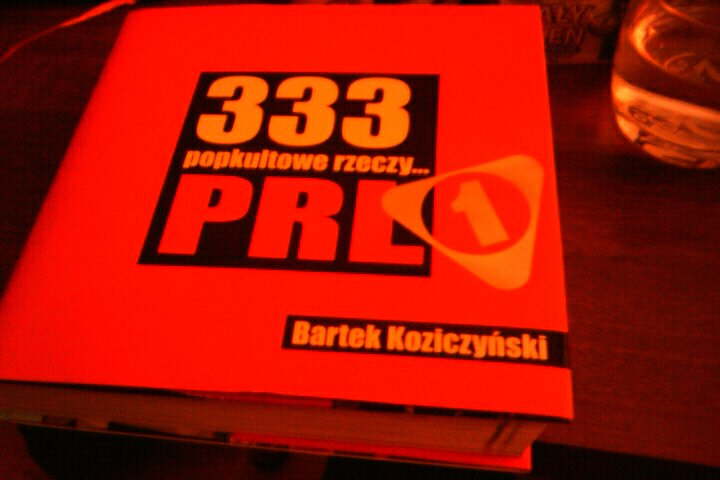 333
popkultowe rzeczy...
PRL
1
Bartek Koziczyński